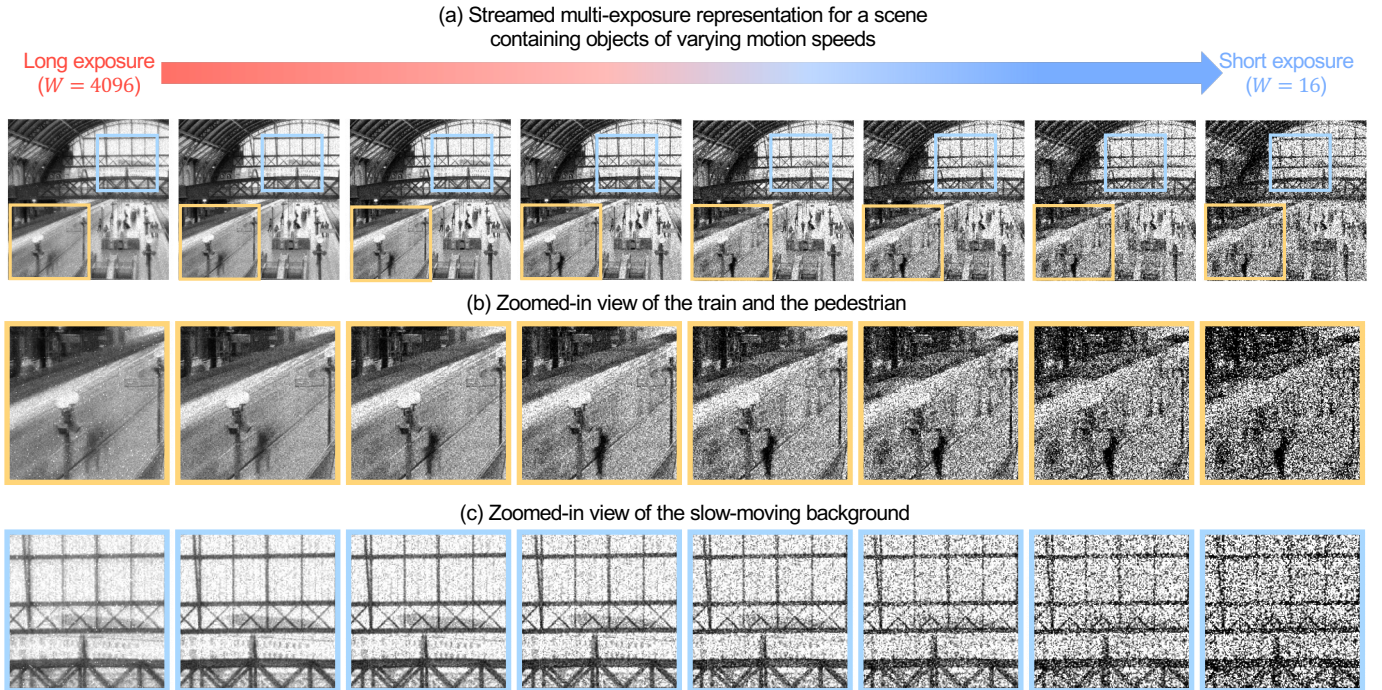 (a) Streamed multi-exposure representation for a scene
containing objects of varying motion speeds
Long exposure
(W = 4096)
Short exposure
(W = 16)
(b) Zoomed-in view of the train and the pedestrian
(c) Zoomed-in view of the slow-moving background